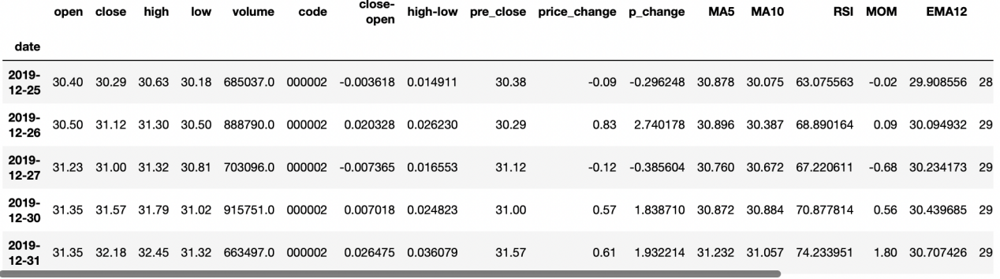 open close high low volume code close-open high-low pre_close price_change p_change MA5 MA10 RSI MOM EMA12
date
2019-12-25 30.40 30.29 30.63 30.18 685037.0 000002 -0.003618 0.014911 30.38 -0.09 -0.296248 30.878 30.075 63.075563 -0.02 29.908556 28
2019-12-26 30.50 31.12 31.30 30.50 888790.0 000002 0.020328 0.026230 30.29 0.83 2.740178 30.896 30.387 68.890164 0.09 30.094932 29
2019-12-27 31.23 31.00 31.32 30.81 703096.0 000002 -0.007365 0.016553 31.12 -0.12 -0.385604 30.760 30.672 67.220611 -0.68 30.234173 29
2019-12-30 31.35 31.57 31.79 31.02 915751.0 000002 0.007018 0.024823 31.00 0.57 1.838710 30.872 30.884 70.877814 0.56 30.439685 29
2019-12-31 31.35 32.18 32.45 31.32 663497.0 000002 0.026475 0.036079 31.57 0.61 1.932214 31.232 31.057 74.233951 1.80 30.707426 29